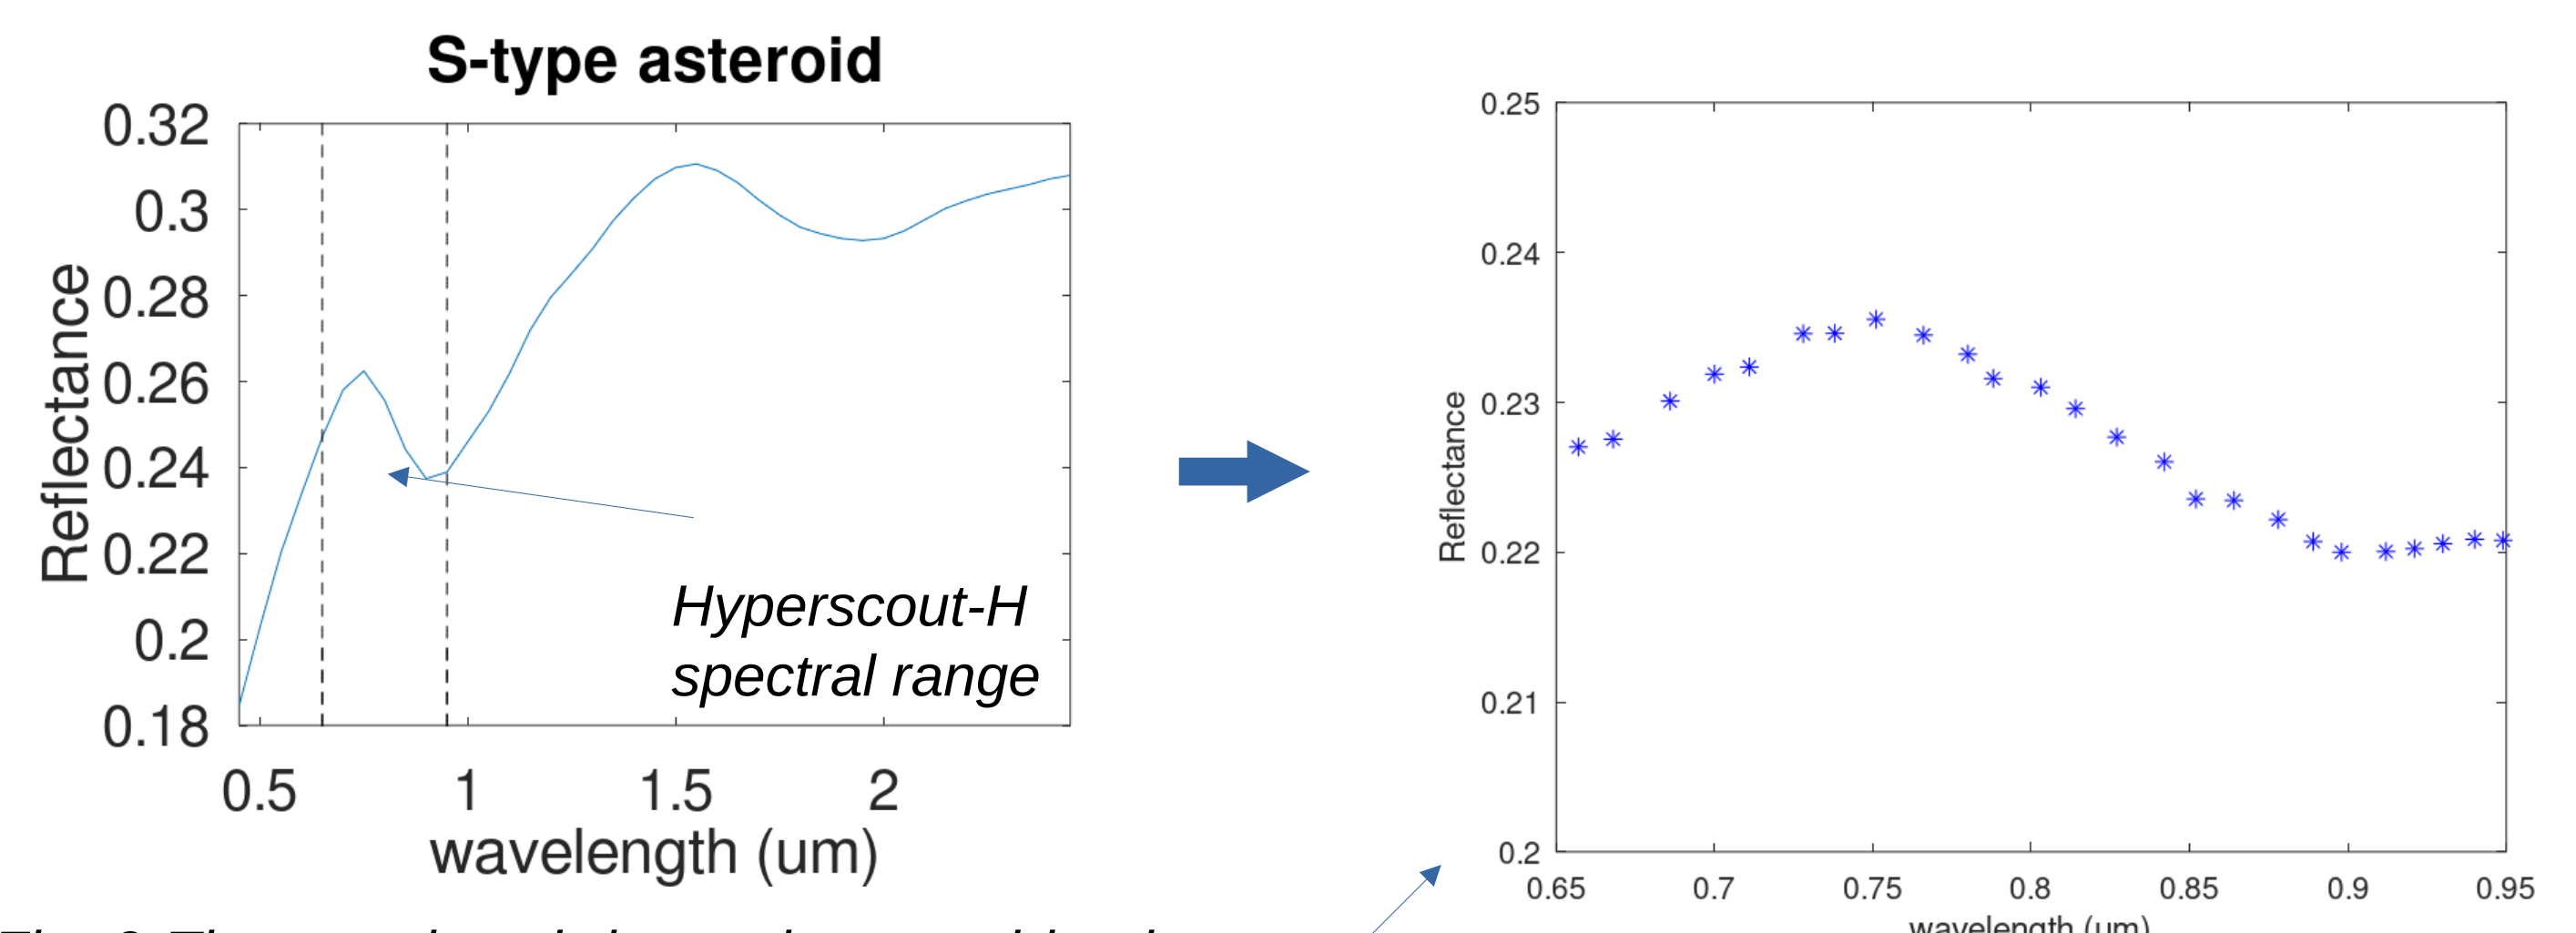 S-type asteroid
0.32
0.3
0.28
0.26
0.24
0.22
0.2
0.18
Reflectance
0.5 1 1.5 2
wavelength (um)
Hyperscout-H
spectral range
0.25
0.24
0.23
0.22
0.21
0.2
Reflectance
0.65 0.7 0.75 0.8 0.85 0.9 0.95
wavelength (um)